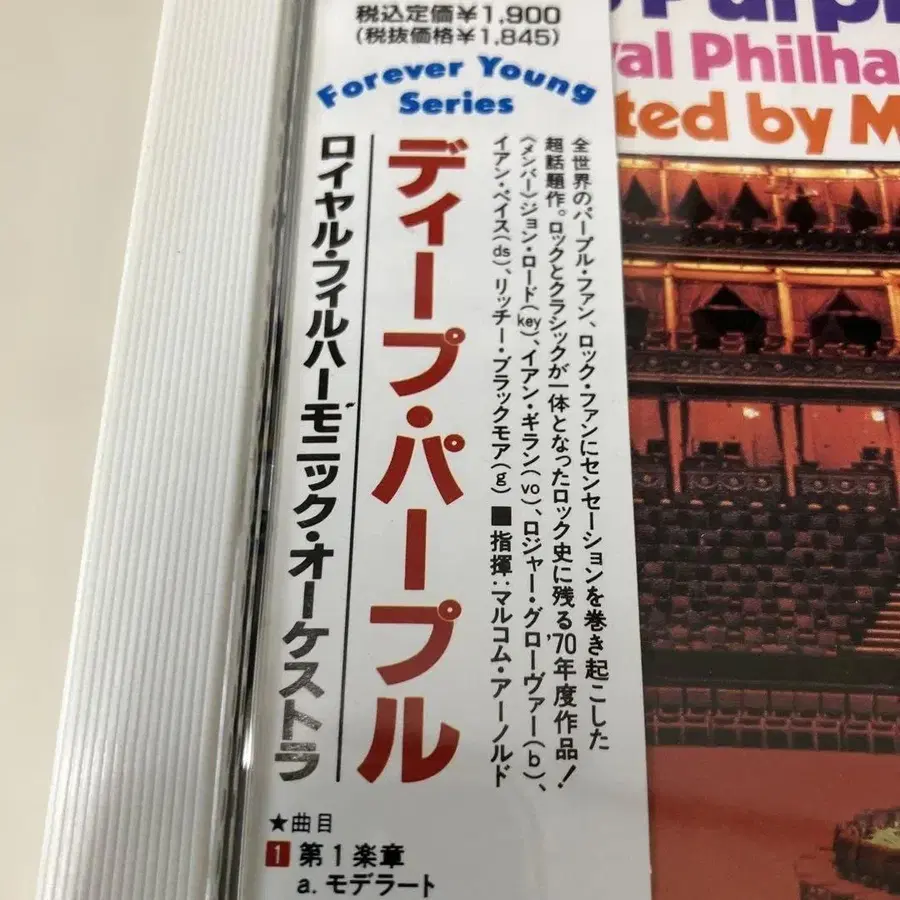 税込定価¥1,900
(税抜価格¥1,845)
Forever Young
Series
ディープ・パープル
ロイヤル・フィルハーモニック・オーケストラ
全世界のパープル・ファン、ロック・ファンにセンセーションを巻き起こした
超話題作。ロックとクラシックが一体となったロック史に残る'70年度作品!
〈メンバー〉ジョン・ロード(key)、イアン・ギラン(vo)、ロジャー・グローヴァー(b)、
イアン・ペイス(ds)、リッチー・ブラックモア(g) ■指揮:マルコム・アーノルド
★曲目
1 第1楽章
a. モデラート
Purpl
al Philha
ted by M